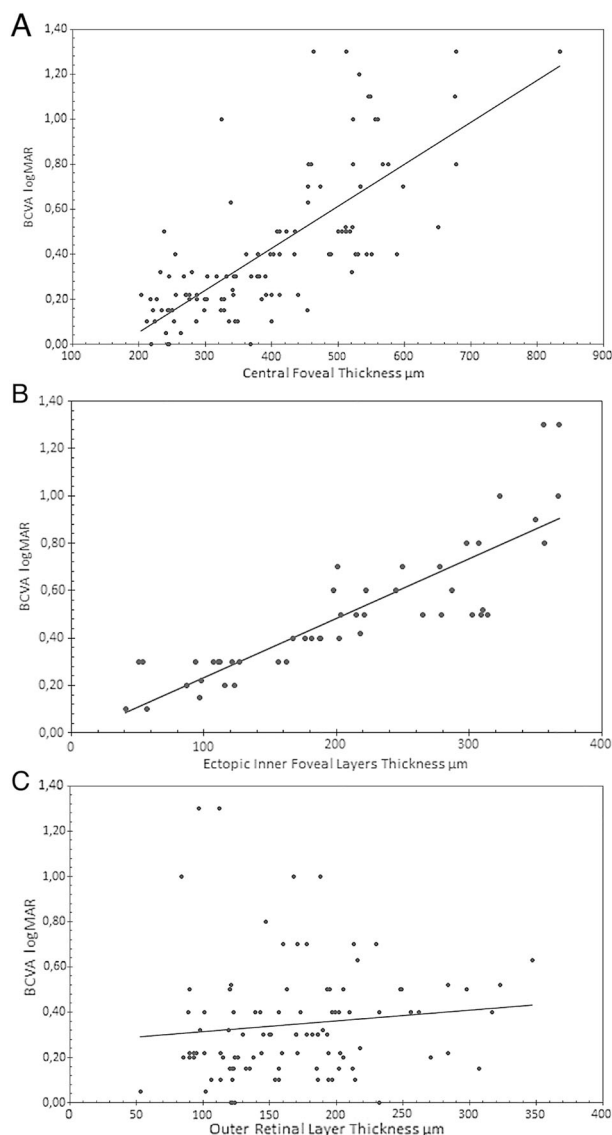 A
1,40
1,20
1,00
0,80
0,60
0,40
0,20
0,00
BCVA logMAR
100 200 300 400 500 600 700 800 900
Central Foveal Thickness µm
B
1,40
1,20
1,00
0,80
0,60
0,40
0,20
0,00
BCVA logMAR
0 100 200 300 400
Ectopic Inner Foveal Layers Thickness µm
C
1,40
1,20
1,00
0,80
0,60
0,40
0,20
0,00
BCVA logMAR
0 50 100 150 200 250 300 350 400
Outer Retinal Layer Thickness µm